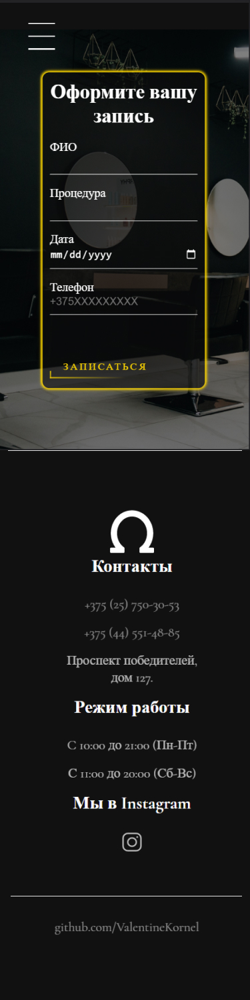 Оформите вашу
запись
ФИО
Процедура
Дата
mm/dd/yyyy
Телефон
+375XXXXXXXXX
ЗАПИСАТЬСЯ
Контакты
+375 (25) 750-30-53
+375 (44) 551-48-85
Проспект победителей,
дом 127.
Режим работы
С 10:00 до 21:00 (Пн-Пт)
С 11:00 до 20:00 (Сб-Вс)
Мы в Instagram
github.com/ValentineKornel